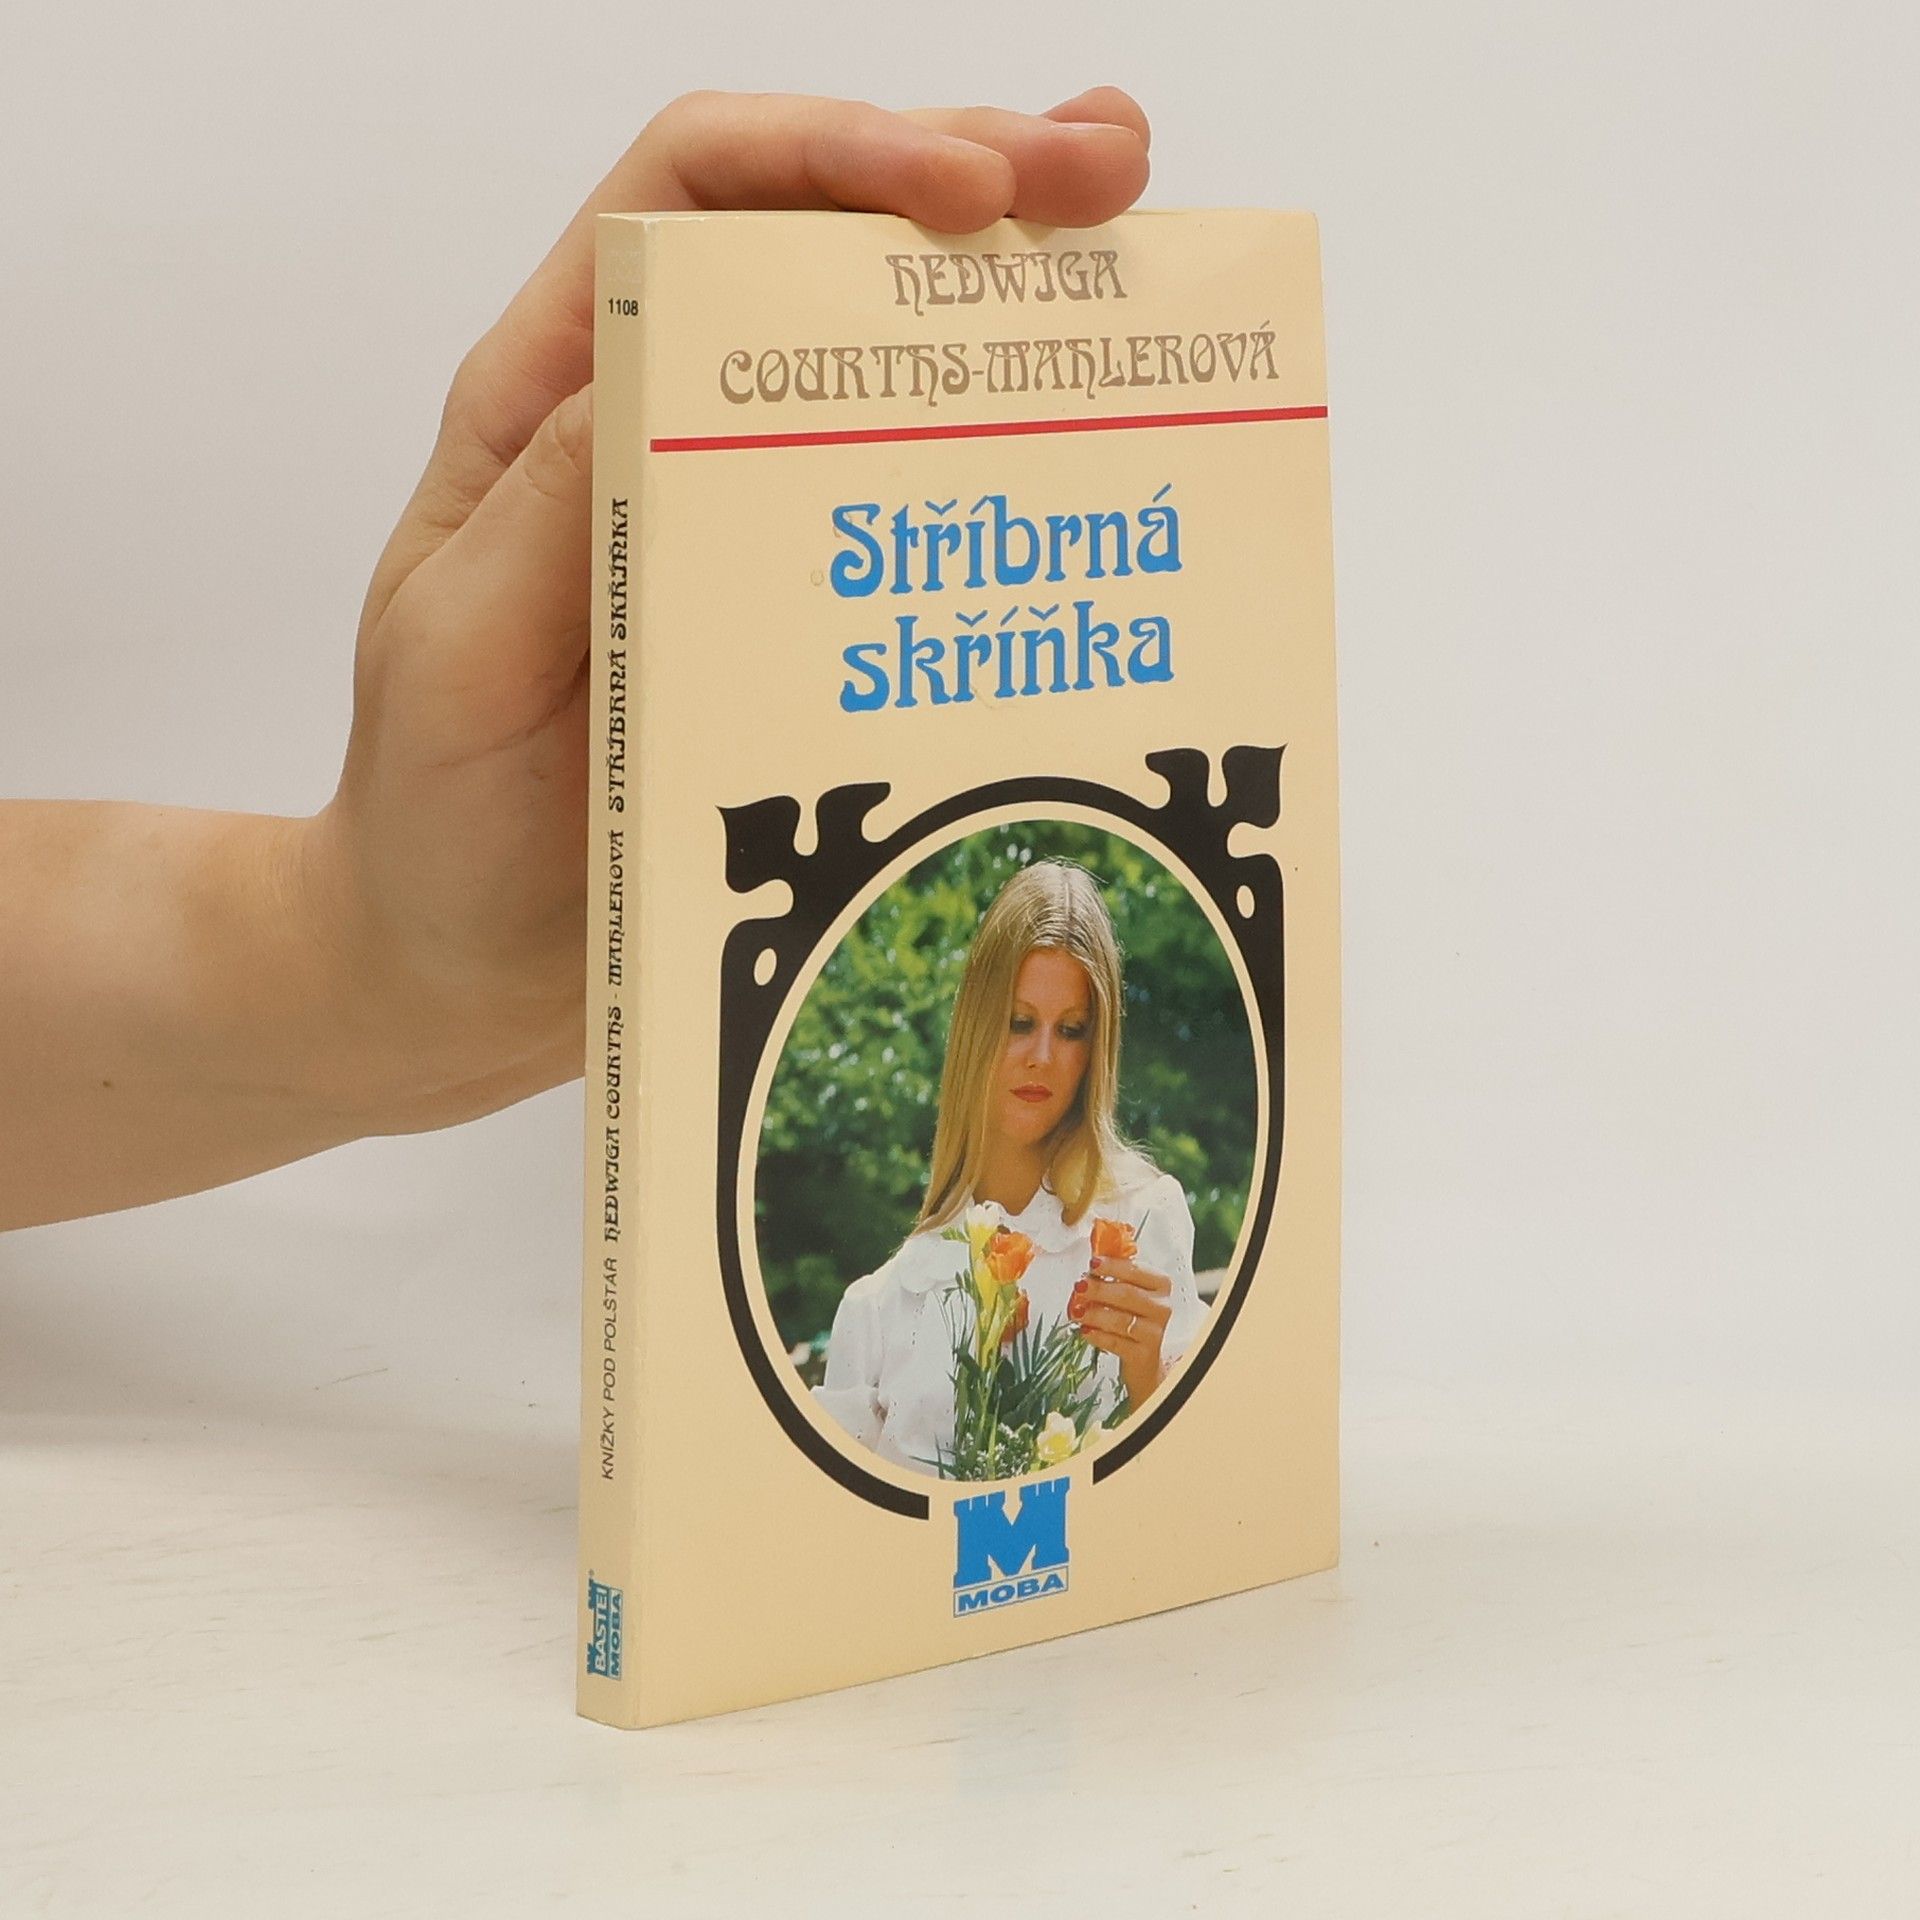 HEDWIGA
COURTHS-MAHLEROVÁ
Stříbrná
skříňka
MOBA
1108
KNÍŽKY POD POLŠTÁŘ HEDWIGA COURTHS - MAHLEROVÁ STŘÍBRNÁ SKŘÍŇKA
BASTEI
MOBA